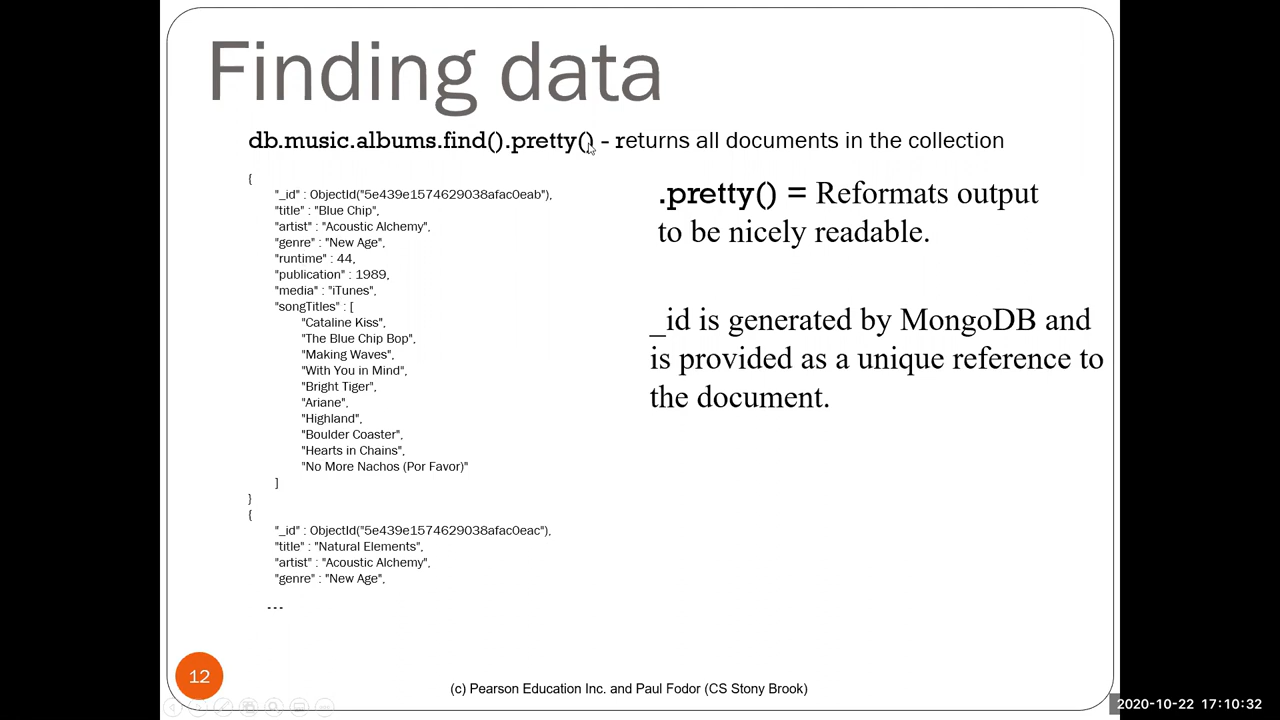 Finding data
db.music.albums.find().pretty() - returns all documents in the collection
{
"_id" : ObjectId("5e439e1574629038afac0eab"),
"title" : "Blue Chip",
"artist" : "Acoustic Alchemy",
"genre" : "New Age",
"runtime" : 44,
"publication" : 1989,
"media" : "iTunes",
"songTitles" : [
"Cataline Kiss",
"The Blue Chip Bop",
"Making Waves",
"With You in Mind",
"Bright Tiger",
"Ariane",
"Highland",
"Boulder Coaster",
"Hearts in Chains",
"No More Nachos (Por Favor)"
]
}
{
"_id" : ObjectId("5e439e1574629038afac0eac"),
"title" : "Natural Elements",
"artist" : "Acoustic Alchemy",
"genre" : "New Age",
...
.pretty() = Reformats output
to be nicely readable.
_id is generated by MongoDB and
is provided as a unique reference to
the document.
12
(c) Pearson Education Inc. and Paul Fodor (CS Stony Brook)
2020-10-22 17:10:32